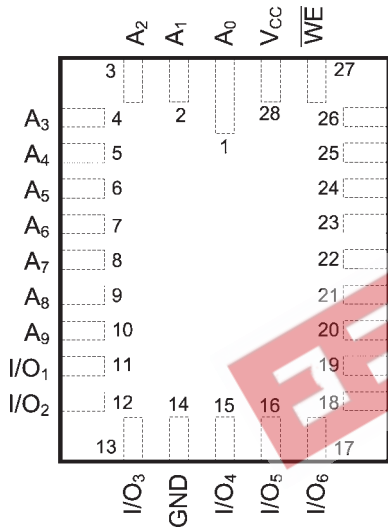 A₂ A₁ A₀ V_CC W̅E̅
3 27
2 28
1
A₃ 4 26
A₄ 5 25
A₅ 6 24
A₆ 7 23
A₇ 8 22
A₈ 9 21
A₉ 10 20
I/O₁ 11 19
I/O₂ 12 14 15 16 18
13 17
I/O₃ GND I/O₄ I/O₅ I/O₆